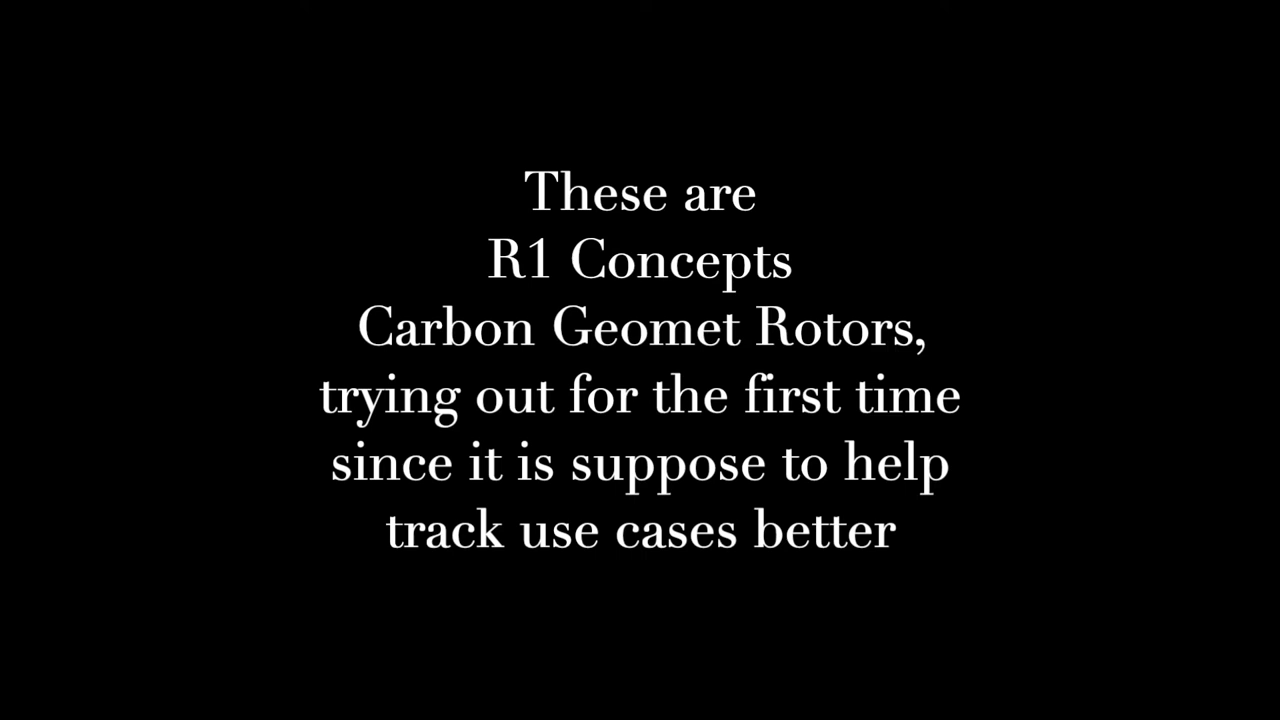 These are
R1 Concepts
Carbon Geomet Rotors,
trying out for the first time
since it is suppose to help
track use cases better